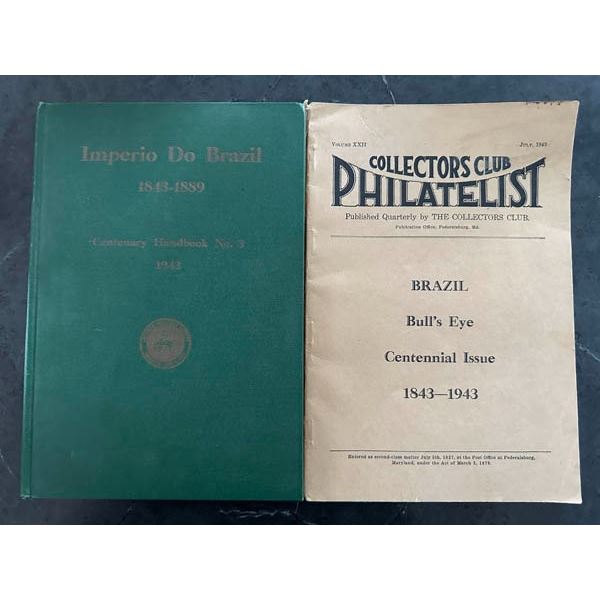 Imperio Do Brazil
1843-1889
Centenary Handbook No. 3
1943
VOLUME XXII
JULY, 1943
COLLECTORS CLUB
PHILATELIST
Published Quarterly by THE COLLECTORS CLUB.
Publication Office, Federalsburg, Md.
BRAZIL
Bull's Eye
Centennial Issue
1843—1943
Entered as second-class matter July 5th, 1927, at the Post Office at Federalsburg,
Maryland, under the Act of March 3, 1879.